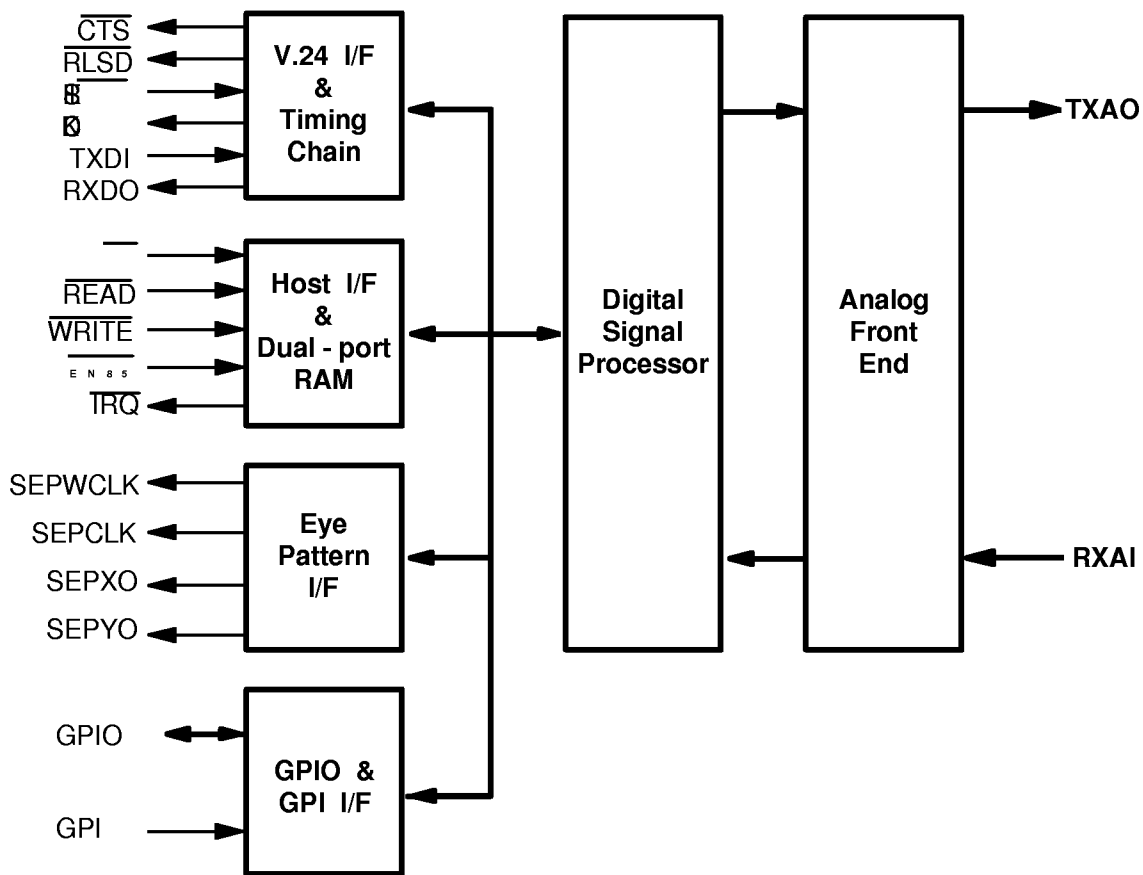 CTS
RLSD
TXDI
RXDO
V.24 I/F
&
Timing
Chain
READ
WRITE
EN85
IRQ
Host I/F
&
Dual - port
RAM
SEPWCLK
SEPCLK
SEPXO
SEPYO
Eye
Pattern
I/F
GPIO
GPI
GPIO &
GPI I/F
Digital
Signal
Processor
Analog
Front
End
TXAO
RXAI